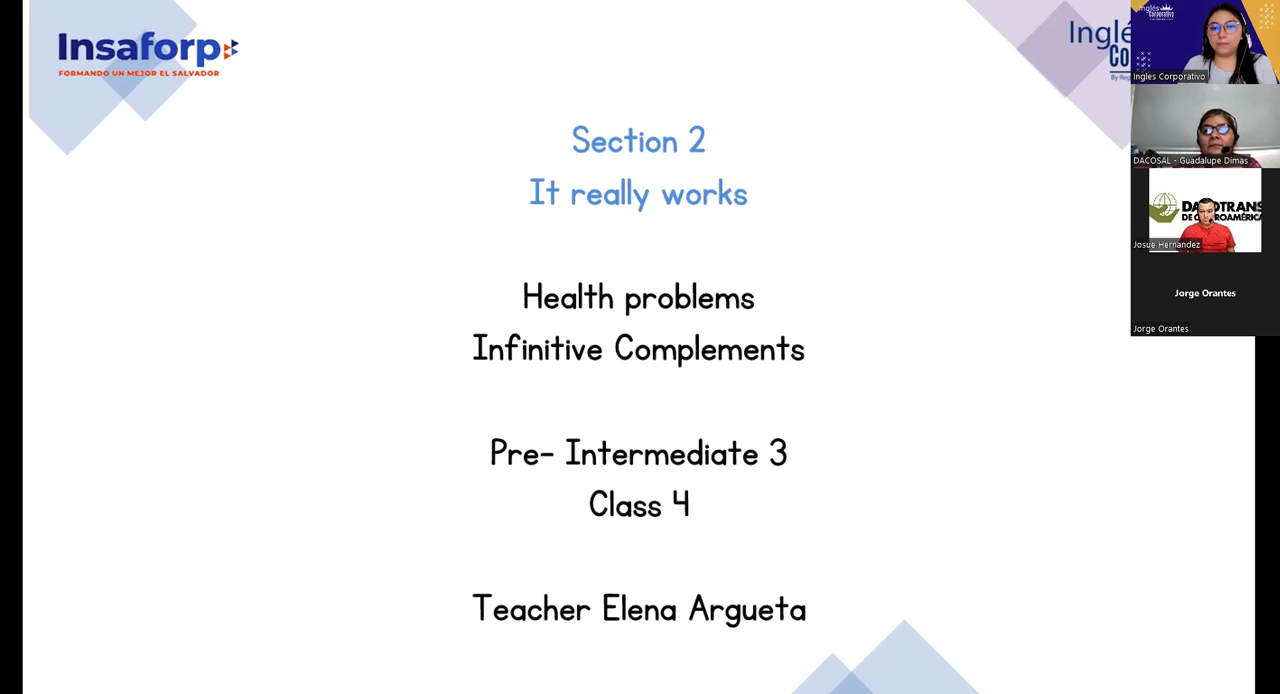 Insaforp
FORMANDO UN MEJOR EL SALVADOR
Section 2
It really works
Health problems
Infinitive Complements
Pre- Intermediate 3
Class 4
Teacher Elena Argueta
Ingles Corporativo
DACOSAL - Guadalupe Dimas
DE
Josue Hernandez
Jorge Orantes
Jorge Orantes